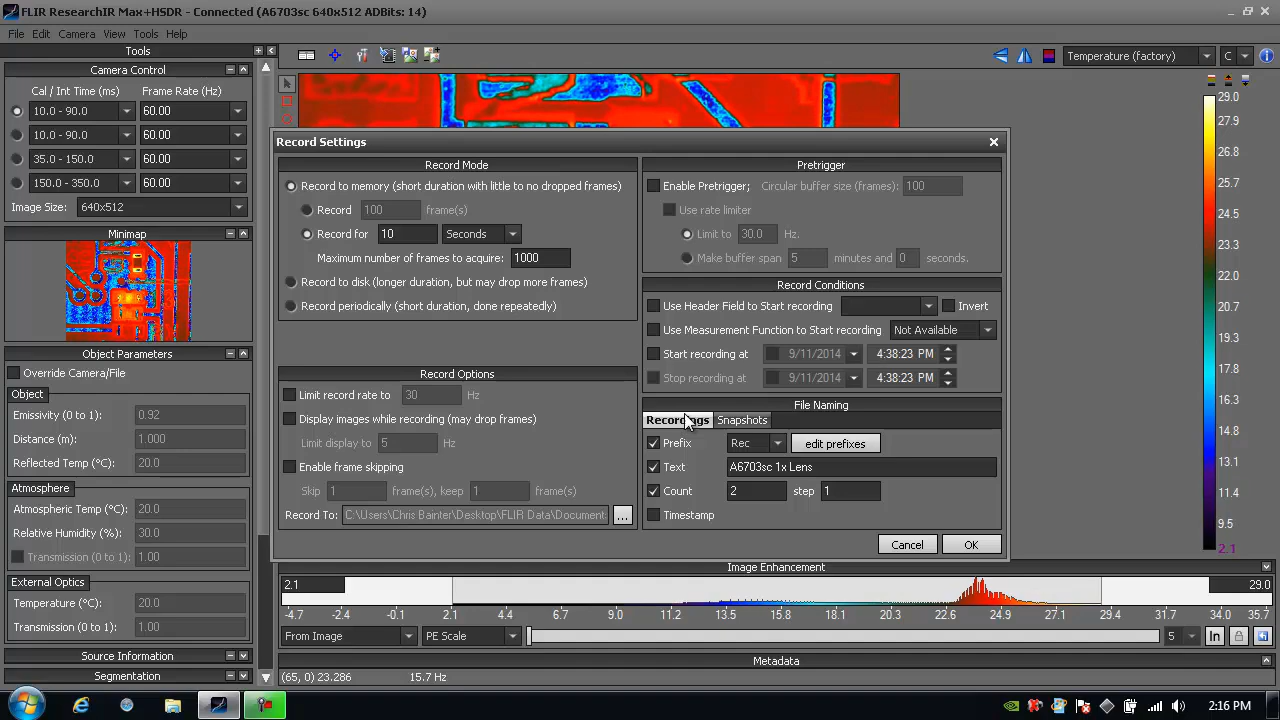 FLIR ResearchIR Max+HSDR - Connected (A6703sc 640x512 ADBits: 14)
File Edit Camera View Tools Help
Tools
Temperature (factory)
C
Camera Control
Cal / Int Time (ms) Frame Rate (Hz)
10.0 - 90.0 60.00
10.0 - 90.0 60.00
35.0 - 150.0 60.00
150.0 - 350.0 60.00
Image Size: 640x512
Minimap
Object Parameters
Override Camera/File
Object
Emissivity (0 to 1) 0.92
Distance (m) 1.000
Reflected Temp (°C) 20.0
Atmosphere
Atmospheric Temp (°C) 20.0
Relative Humidity (%) 30.0
Transmission (0 to 1) 1.00
External Optics
Temperature (°C) 20.0
Transmission (0 to 1) 1.00
Source Information
Segmentation
Record Settings
Record Mode
Record to memory (short duration with little to no dropped frames)
Record 100 frame(s)
Record for 10 Seconds
Maximum number of frames to acquire: 1000
Record to disk (longer duration, but may drop more frames)
Record periodically (short duration, done repeatedly)
Record Options
Limit record rate to 30 Hz
Display images while recording (may drop frames)
Limit display to 5 Hz
Enable frame skipping
Skip 1 frame(s), keep 1 frame(s)
Record To: C:\Users\Chris Bainter\Desktop\FLIR Data\Document ...
Pretrigger
Enable Pretrigger; Circular buffer size (frames): 100
Use rate limiter
Limit to 30.0 Hz.
Make buffer span 5 minutes and 0 seconds.
Record Conditions
Use Header Field to Start recording Invert
Use Measurement Function to Start recording Not Available
Start recording at 9/11/2014 4:38:23 PM
Stop recording at 9/11/2014 4:38:23 PM
File Naming
Recordings Snapshots
Prefix Rec edit prefixes
Text A6703sc 1x Lens
Count 2 step 1
Timestamp
Cancel OK
29.0
27.9
26.8
25.7
24.5
23.3
22.0
20.7
19.3
17.8
16.3
14.7
13.1
11.4
9.5
2.1
Image Enhancement
2.1 29.0
-4.7 -2.4 -0.1 2.1 4.4 6.7 9.0 11.3 13.5 15.8 18.1 20.3 22.6 24.9 27.1 29.4 31.7 34.0 35.7
From Image PE Scale 5 In
Metadata
(65, 0) 23.286 15.7 Hz
2:16 PM